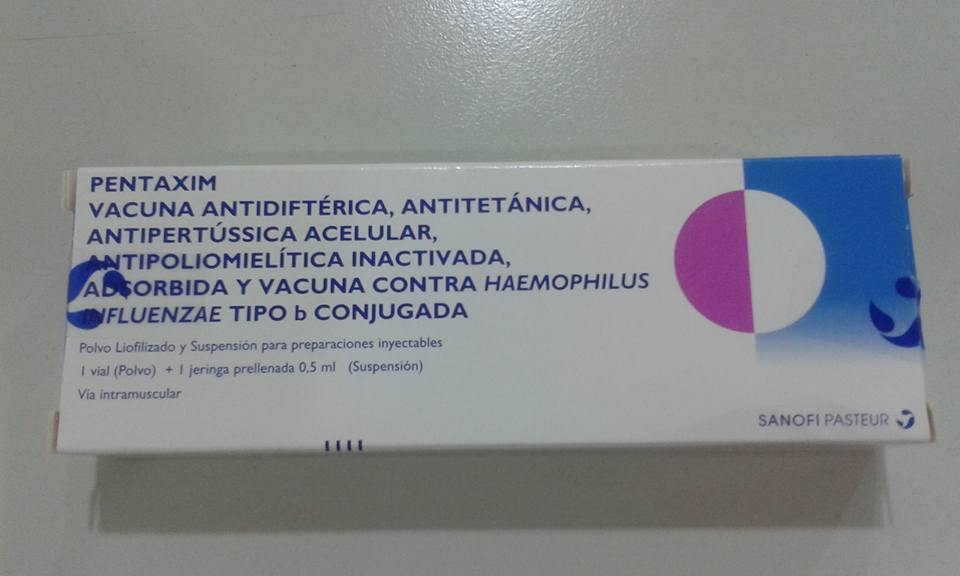 PENTAXIM
VACUNA ANTIDIFTÉRICA, ANTITETÁNICA,
ANTIPERTÚSSICA ACELULAR,
ANTIPOLIOMIELÍTICA INACTIVADA,
ADSORBIDA Y VACUNA CONTRA HAEMOPHILUS
INFLUENZAE TIPO b CONJUGADA
Polvo Liofilizado y Suspensión para preparaciones inyectables
1 vial (Polvo) + 1 jeringa prellenada 0,5 ml (Suspensión)
Vía intramuscular
SANOFI PASTEUR